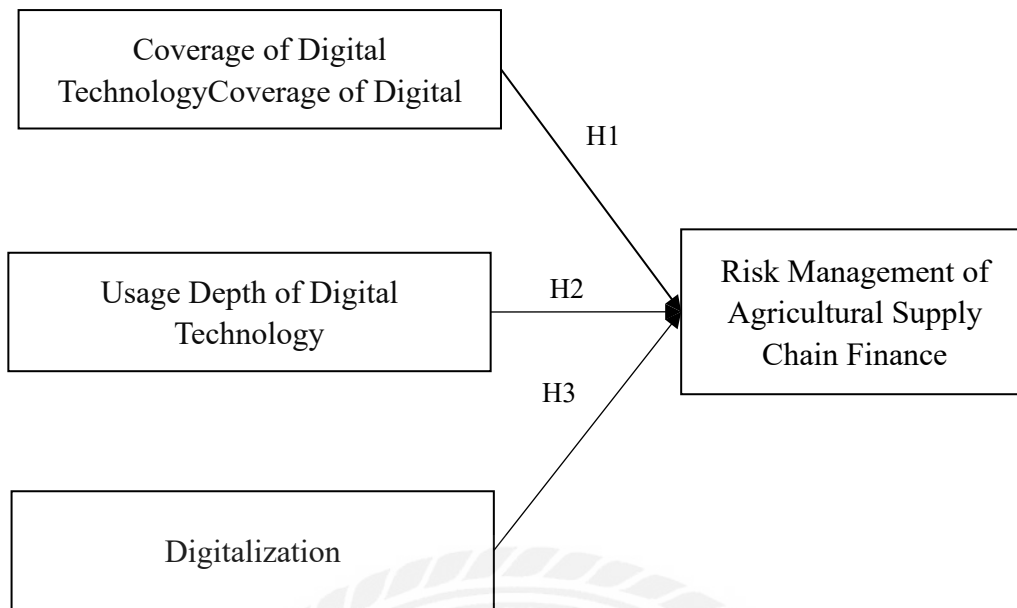 Coverage of Digital
TechnologyCoverage of Digital
H1
Usage Depth of Digital
Technology
H2
Risk Management of
Agricultural Supply
Chain Finance
H3
Digitalization